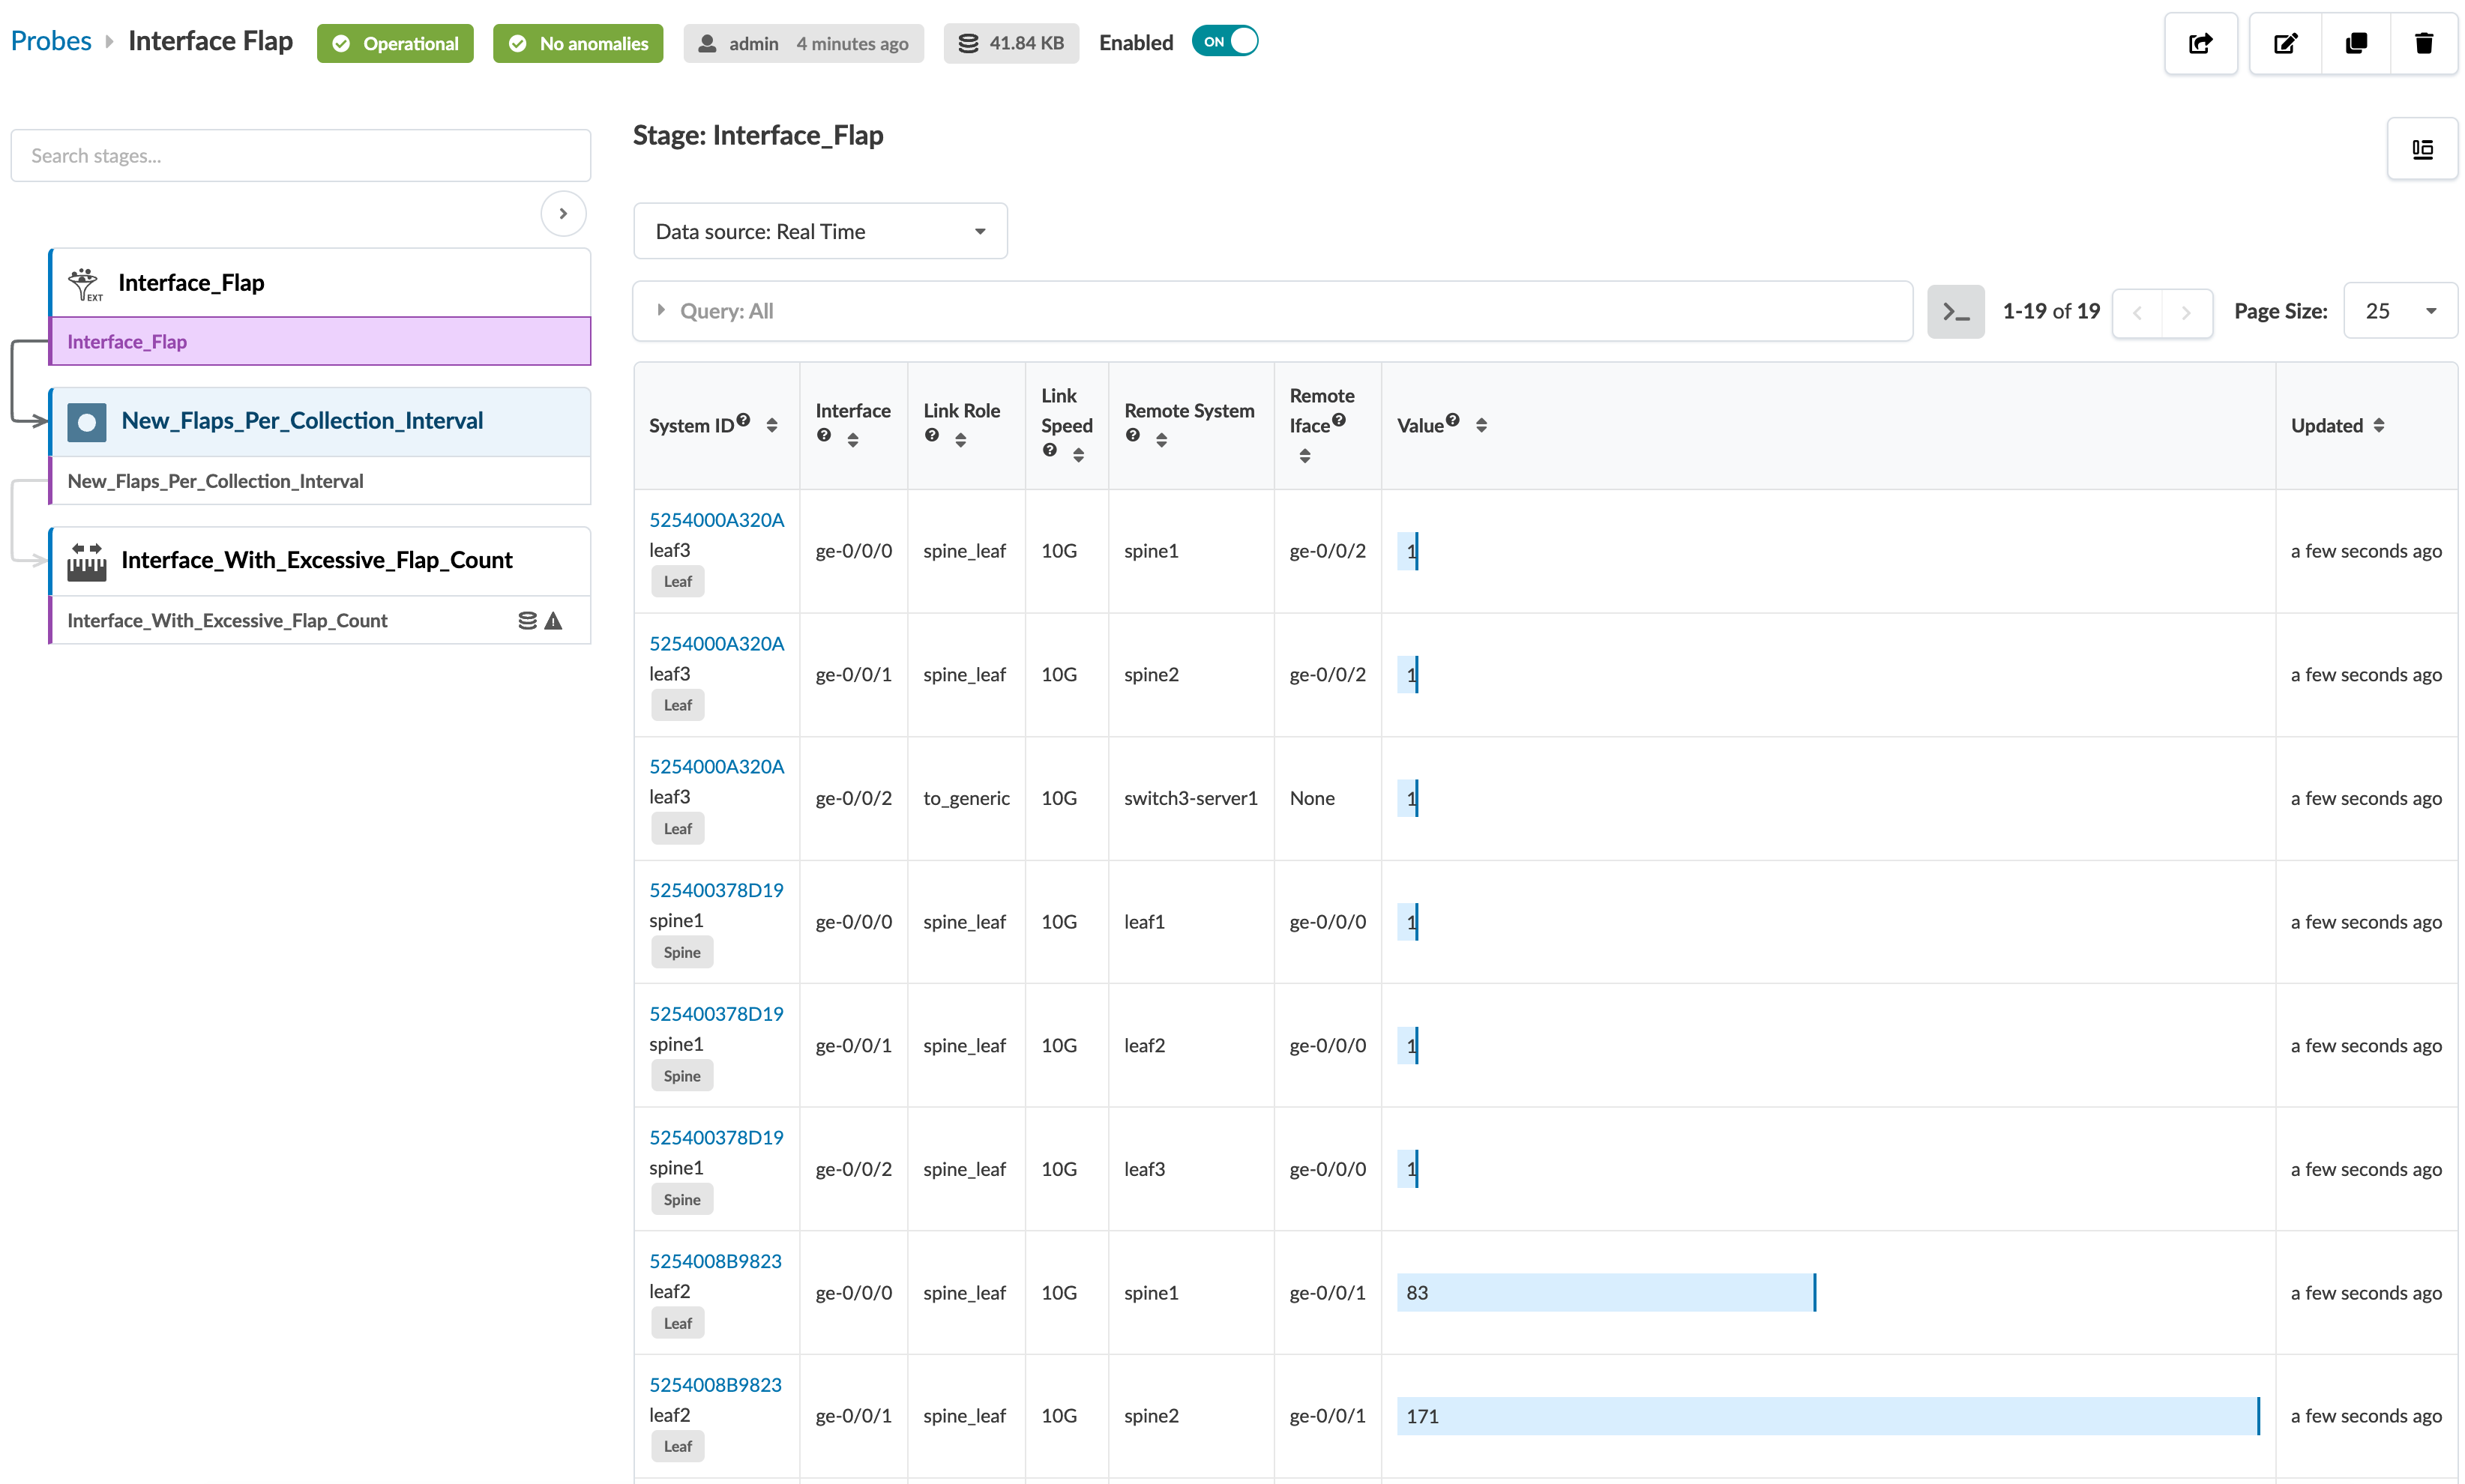 Probes Interface Flap Operational No anomalies admin 4 minutes ago 41.84 KB Enabled ON
Search stages...
Interface_Flap
EXT
Interface_Flap
New_Flaps_Per_Collection_Interval
New_Flaps_Per_Collection_Interval
Interface_With_Excessive_Flap_Count
Interface_With_Excessive_Flap_Count
Stage: Interface_Flap
Data source: Real Time
Query: All
1-19 of 19
Page Size: 25
System ID Interface Link Role Link Speed Remote System Remote Iface Value Updated
5254000A320A
leaf3
Leaf
ge-0/0/0 spine_leaf 10G spine1 ge-0/0/2 1 a few seconds ago
5254000A320A
leaf3
Leaf
ge-0/0/1 spine_leaf 10G spine2 ge-0/0/2 1 a few seconds ago
5254000A320A
leaf3
Leaf
ge-0/0/2 to_generic 10G switch3-server1 None 1 a few seconds ago
525400378D19
spine1
Spine
ge-0/0/0 spine_leaf 10G leaf1 ge-0/0/0 1 a few seconds ago
525400378D19
spine1
Spine
ge-0/0/1 spine_leaf 10G leaf2 ge-0/0/0 1 a few seconds ago
525400378D19
spine1
Spine
ge-0/0/2 spine_leaf 10G leaf3 ge-0/0/0 1 a few seconds ago
5254008B9823
leaf2
Leaf
ge-0/0/0 spine_leaf 10G spine1 ge-0/0/1 83 a few seconds ago
5254008B9823
leaf2
Leaf
ge-0/0/1 spine_leaf 10G spine2 ge-0/0/1 171 a few seconds ago